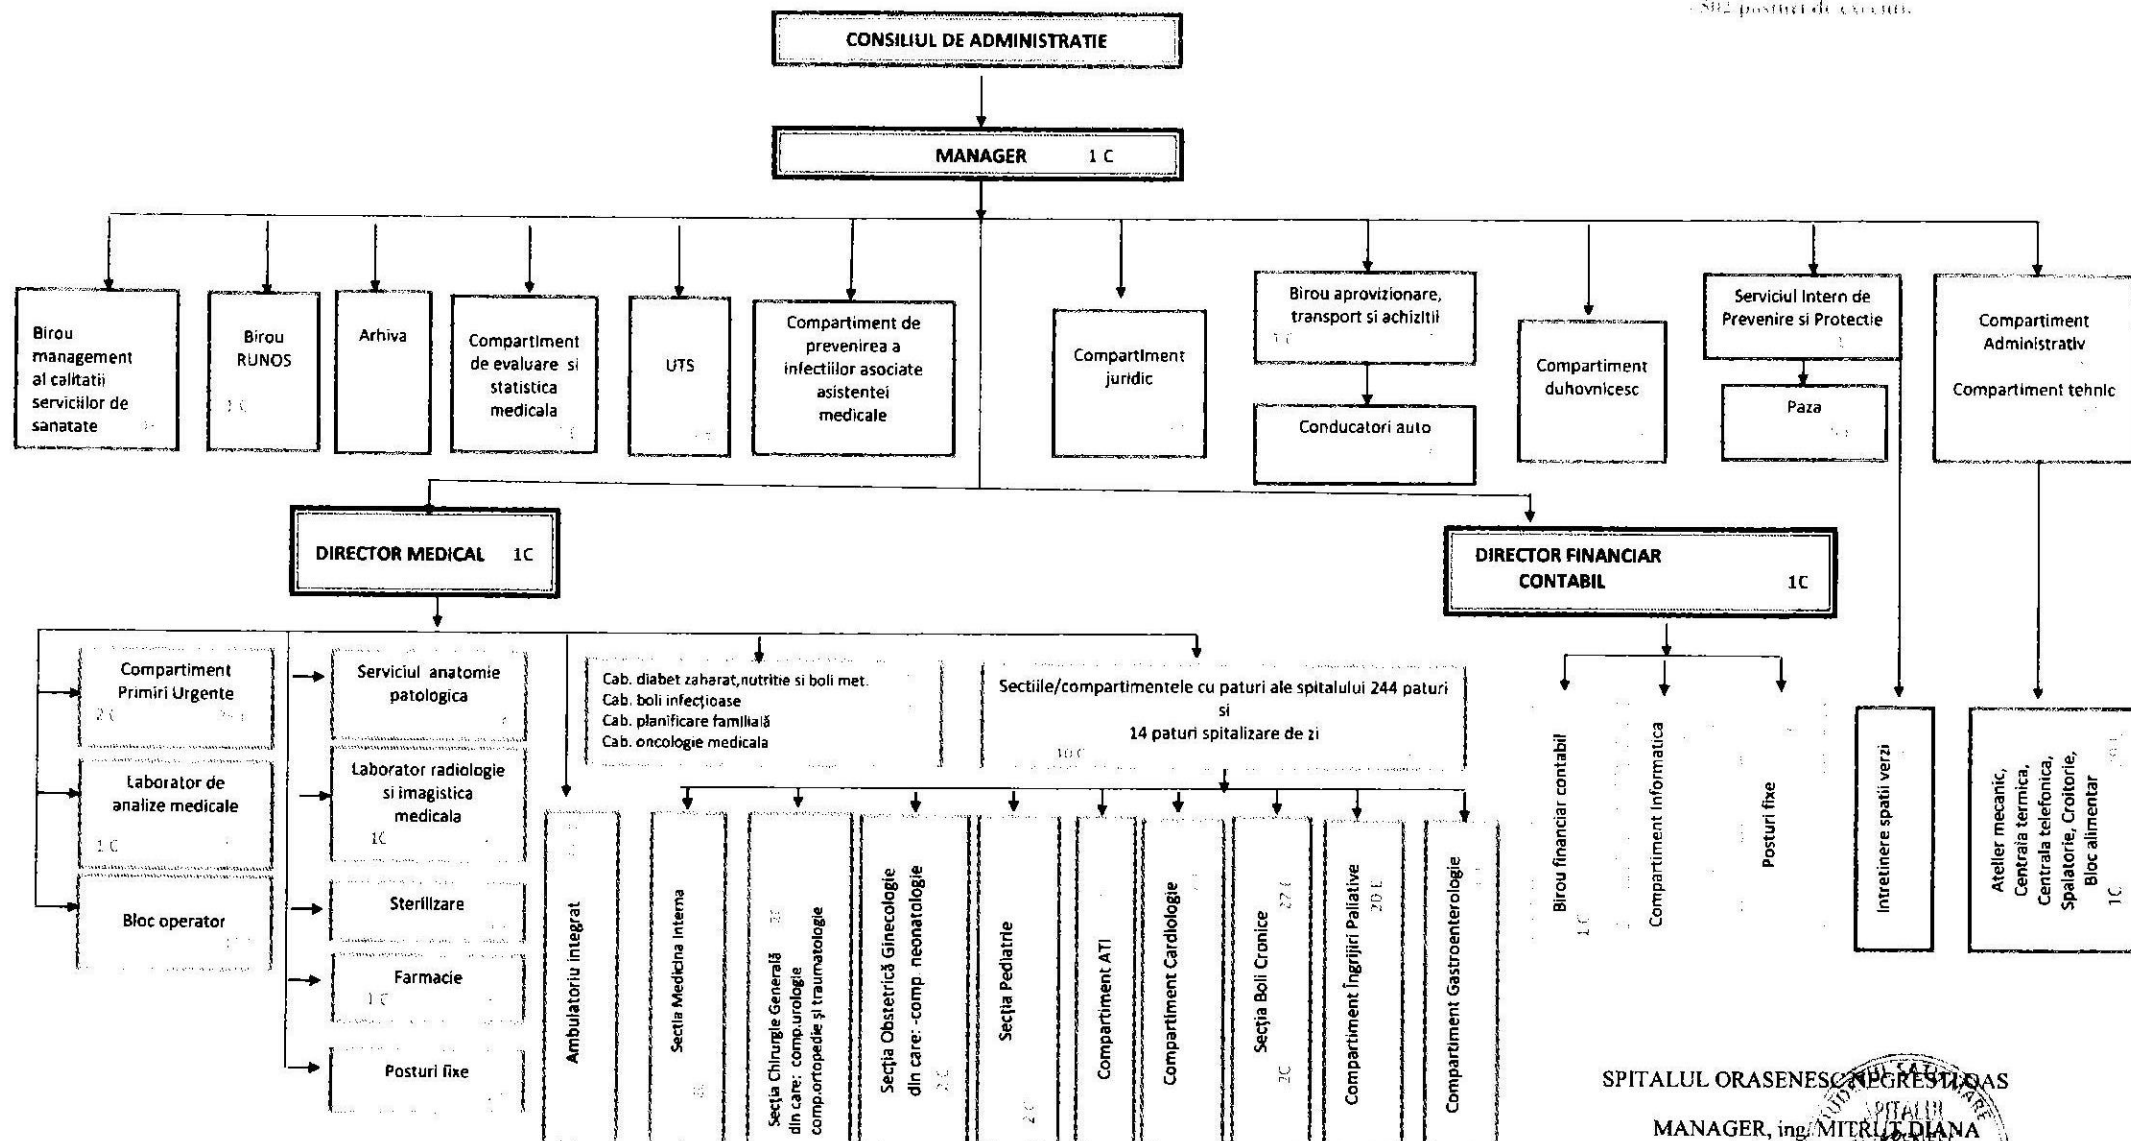 CONSILIUL DE ADMINISTRATIE
MANAGER 1 C
Birou
management
al calitatii
serviciilor de
sanatate
Birou
RUNOS
1 C
Arhiva
Compartiment
de evaluare si
statistica
medicala
UTS
Compartiment de
prevenirea a
infectiilor asociate
asistentei
medicale
Compartiment
juridic
Birou aprovizionare,
transport si achizitii
Conducatori auto
Compartiment
duhovnicesc
Serviciul Intern de
Prevenire si Protectie
Paza
Compartiment
Administrativ
Compartiment tehnic
DIRECTOR MEDICAL 1C
DIRECTOR FINANCIAR
CONTABIL 1C
Compartiment
Primiri Urgente
2 C
Laborator de
analize medicale
1 C
Bloc operator
Serviciul anatomie
patologica
Laborator radiologie
si imagistica
medicala
1C
Sterilizare
Farmacie
1 C
Posturi fixe
Cab. diabet zaharat,nutritie si boli met.
Cab. boli infecțioase
Cab. planificare familială
Cab. oncologie medicala
Sectiile/compartimentele cu paturi ale spitalului 244 paturi
si
14 paturi spitalizare de zi
10 C
Ambulatoriu integrat
Sectia Medicina Interna
Secția Chirurgie Generală
din care: comp.urologie
comp.ortopedie și traumatologie
Secția Obstetrică Ginecologie
din care: -comp. neonatologie
2 C
Secția Pediatrie
2 C
Compartiment ATI
Compartiment Cardiologie
Secția Boli Cronice
2C
Compartiment Îngrijiri Paliative
Compartiment Gastroenterologie
Birou financiar contabil
1C
Compartiment Informatica
Posturi fixe
Intretinere spatii verzi
Atelier mecanic,
Centrala termica,
Centrala telefonica,
Spalatorie, Croitorie,
Bloc alimentar
1C
SPITALUL ORASENESC NEGRESTI OAS
MANAGER, ing. MITRUT DIANA